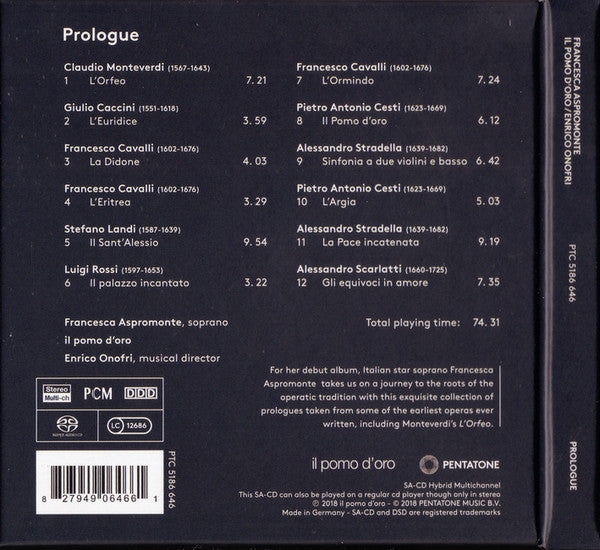 Prologue
Claudio Monteverdi (1567-1643)
1 L'Orfeo 7. 21
Giulio Caccini (1551-1618)
2 L'Euridice 3. 59
Francesco Cavalli (1602-1676)
3 La Didone 4. 03
Francesco Cavalli (1602-1676)
4 L'Eritrea 3. 29
Stefano Landi (1587-1639)
5 Il Sant'Alessio 9. 54
Luigi Rossi (1597-1653)
6 Il palazzo incantato 3. 22
Francesco Cavalli (1602-1676)
7 L'Ormindo 7. 24
Pietro Antonio Cesti (1623-1669)
8 Il Pomo d'oro 6. 12
Alessandro Stradella (1639-1682)
9 Sinfonia a due violini e basso 6. 42
Pietro Antonio Cesti (1623-1669)
10 L'Argia 5. 03
Alessandro Stradella (1639-1682)
11 La Pace incatenata 9. 19
Alessandro Scarlatti (1660-1725)
12 Gli equivoci in amore 7. 35
Francesca Aspromonte, soprano
il pomo d'oro
Enrico Onofri, musical director
Total playing time: 74. 31
For her debut album, Italian star soprano Francesca
Aspromonte takes us on a journey to the roots of the
operatic tradition with this exquisite collection of
prologues taken from some of the earliest operas ever
written, including Monteverdi's L'Orfeo.
Stereo
Multi-ch
PCM
DDD
SUPER AUDIO CD
LC 12686
8 27949 06466 1
PTC 5186 646
il pomo d'oro
PENTATONE
SA-CD Hybrid Multichannel
This SA-CD can also be played on a regular cd player though only in stereo
℗ 2018 il pomo d'oro - © 2018 PENTATONE MUSIC B.V.
Made in Germany - SA-CD and DSD are registered trademarks
FRANCESCA ASPROMONTE
IL POMO D'ORO/ENRICO ONOFRI
PTC 5186 646
PROLOGUE